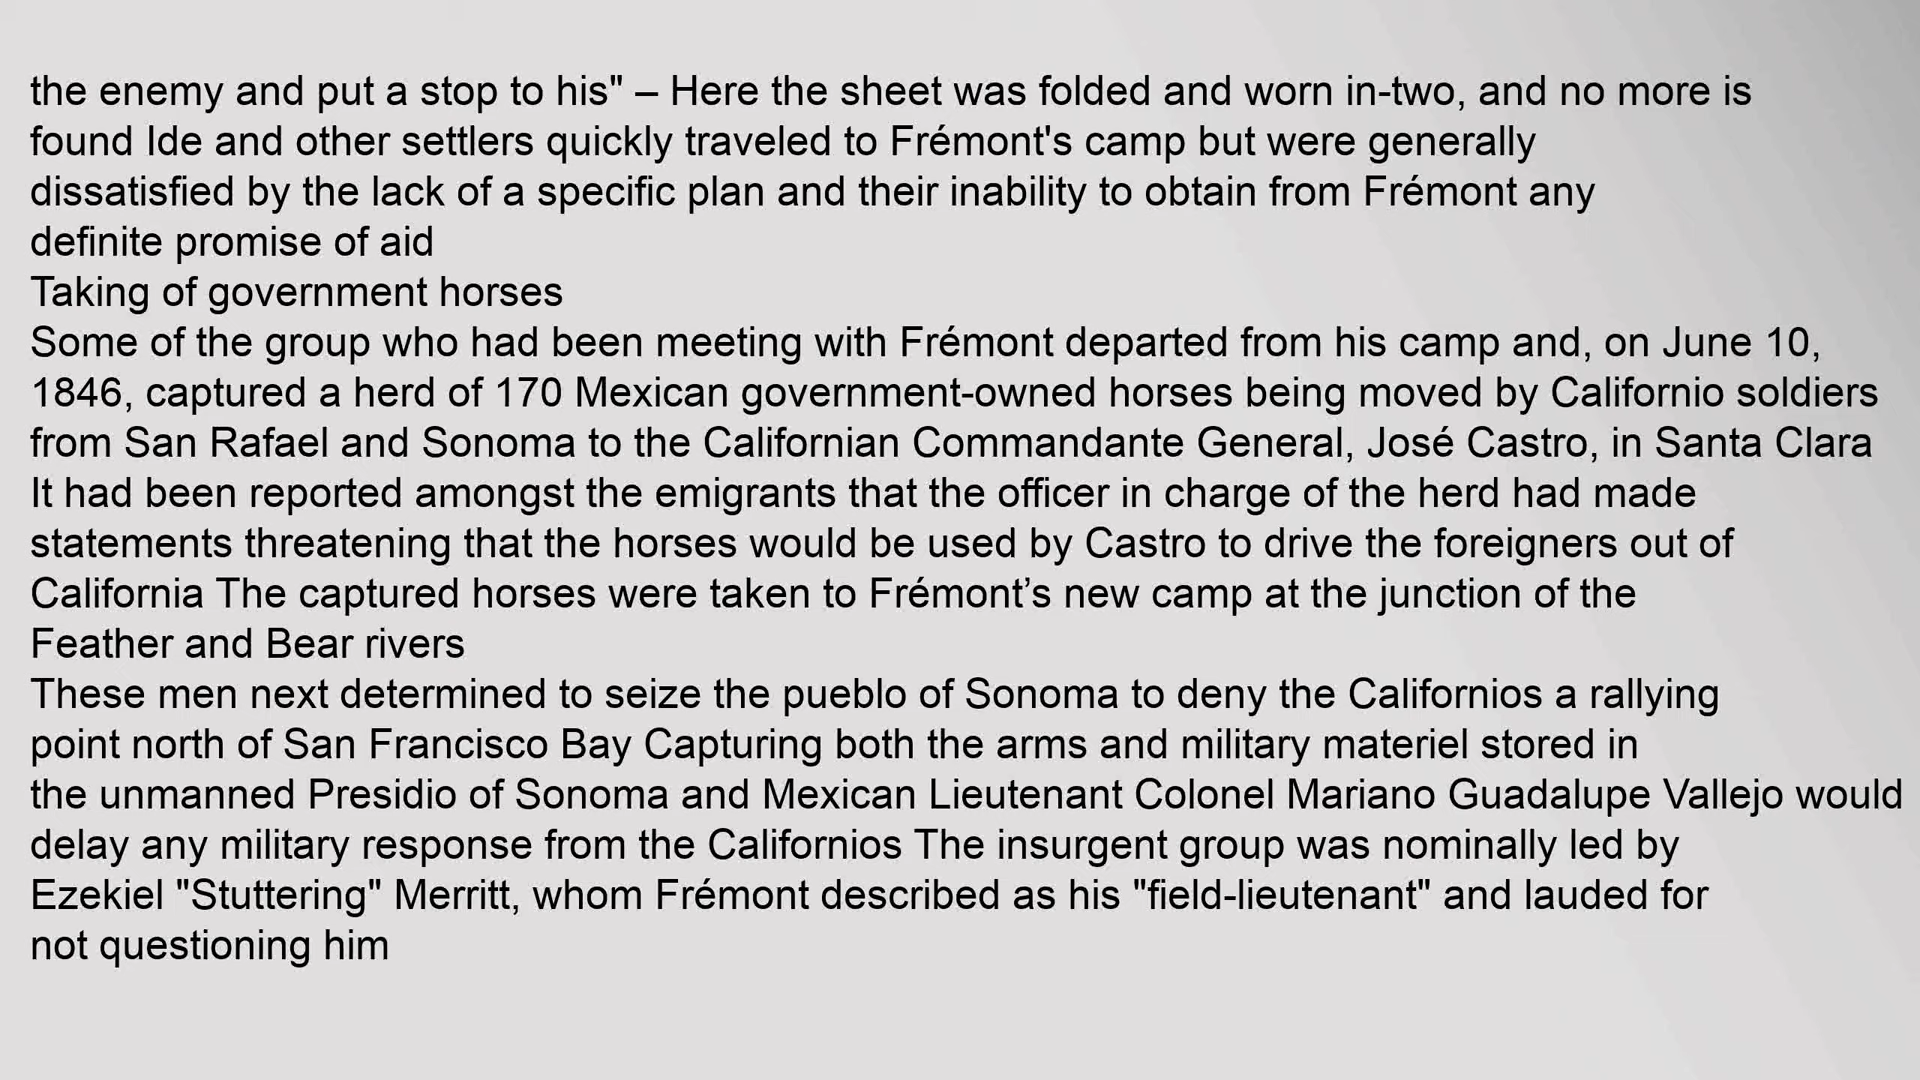 the enemy and put a stop to his" – Here the sheet was folded and worn in-two, and no more is
found Ide and other settlers quickly traveled to Frémont's camp but were generally
dissatisfied by the lack of a specific plan and their inability to obtain from Frémont any
definite promise of aid
Taking of government horses
Some of the group who had been meeting with Frémont departed from his camp and, on June 10,
1846, captured a herd of 170 Mexican government-owned horses being moved by Californio soldiers
from San Rafael and Sonoma to the Californian Commandante General, José Castro, in Santa Clara
It had been reported amongst the emigrants that the officer in charge of the herd had made
statements threatening that the horses would be used by Castro to drive the foreigners out of
California The captured horses were taken to Frémont’s new camp at the junction of the
Feather and Bear rivers
These men next determined to seize the pueblo of Sonoma to deny the Californios a rallying
point north of San Francisco Bay Capturing both the arms and military materiel stored in
the unmanned Presidio of Sonoma and Mexican Lieutenant Colonel Mariano Guadalupe Vallejo would
delay any military response from the Californios The insurgent group was nominally led by
Ezekiel "Stuttering" Merritt, whom Frémont described as his "field-lieutenant" and lauded for
not questioning him